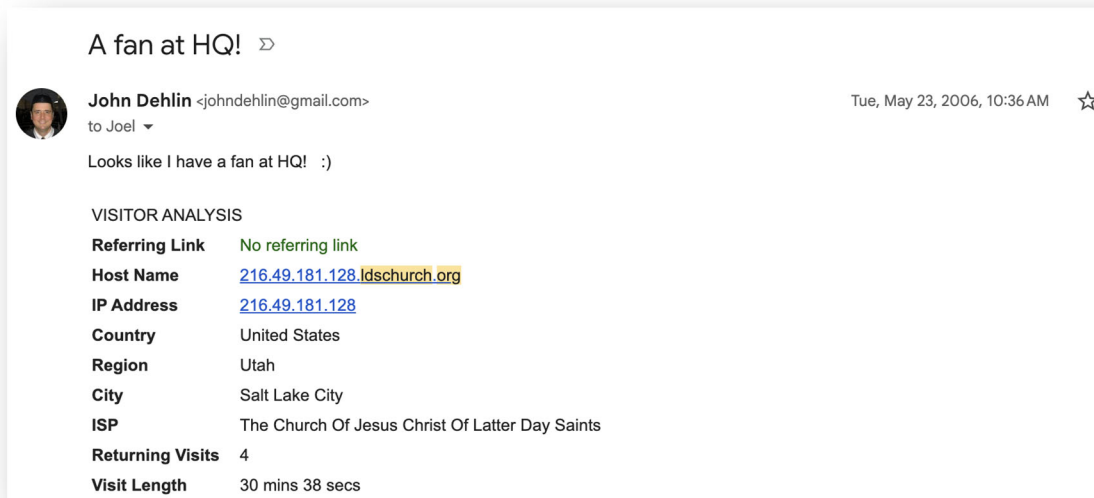 A fan at HQ!
John Dehlin <johndehlin@gmail.com> Tue, May 23, 2006, 10:36 AM
to Joel
Looks like I have a fan at HQ! :)
VISITOR ANALYSIS
Referring Link No referring link
Host Name 216.49.181.128.ldschurch.org
IP Address 216.49.181.128
Country United States
Region Utah
City Salt Lake City
ISP The Church Of Jesus Christ Of Latter Day Saints
Returning Visits 4
Visit Length 30 mins 38 secs